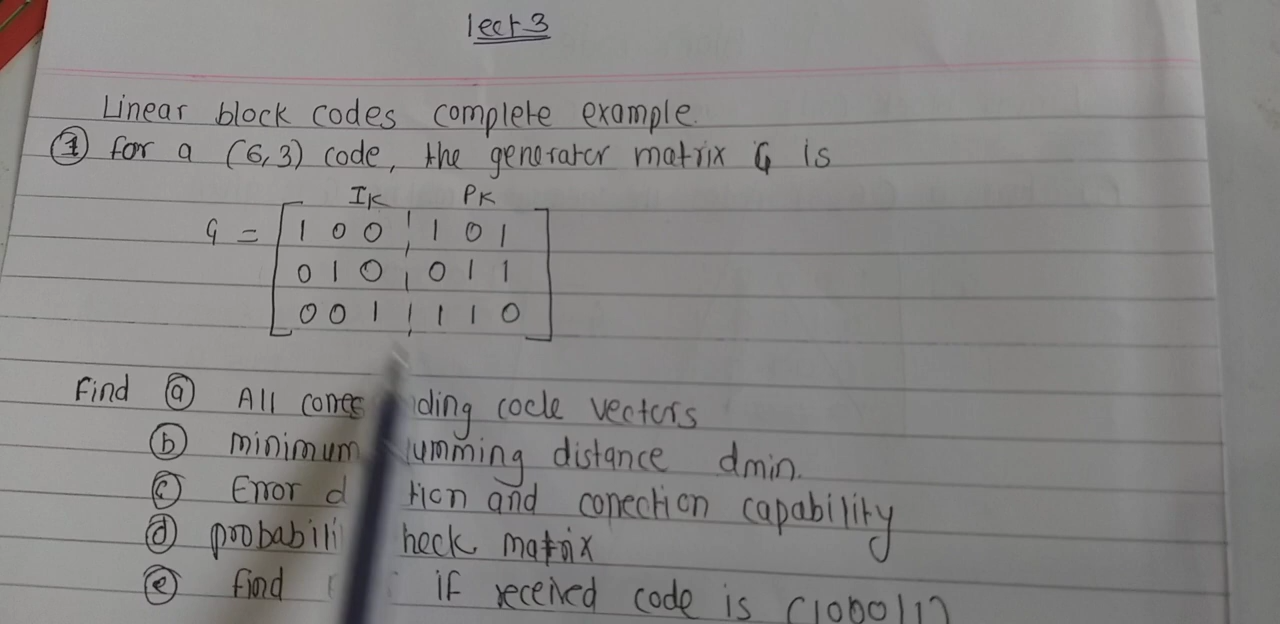 lect 3
Linear block codes complete example.
① for a (6,3) code, the generator matrix G is
IK PK
G = [ 1 0 0 ¦ 1 0 1
0 1 0 ¦ 0 1 1
0 0 1 ¦ 1 1 0 ]
Find ⓐ All code vectors
ⓑ minimum distance dmin.
ⓒ Error and correction capability
ⓓ matrix
ⓔ find if received code is (100011)